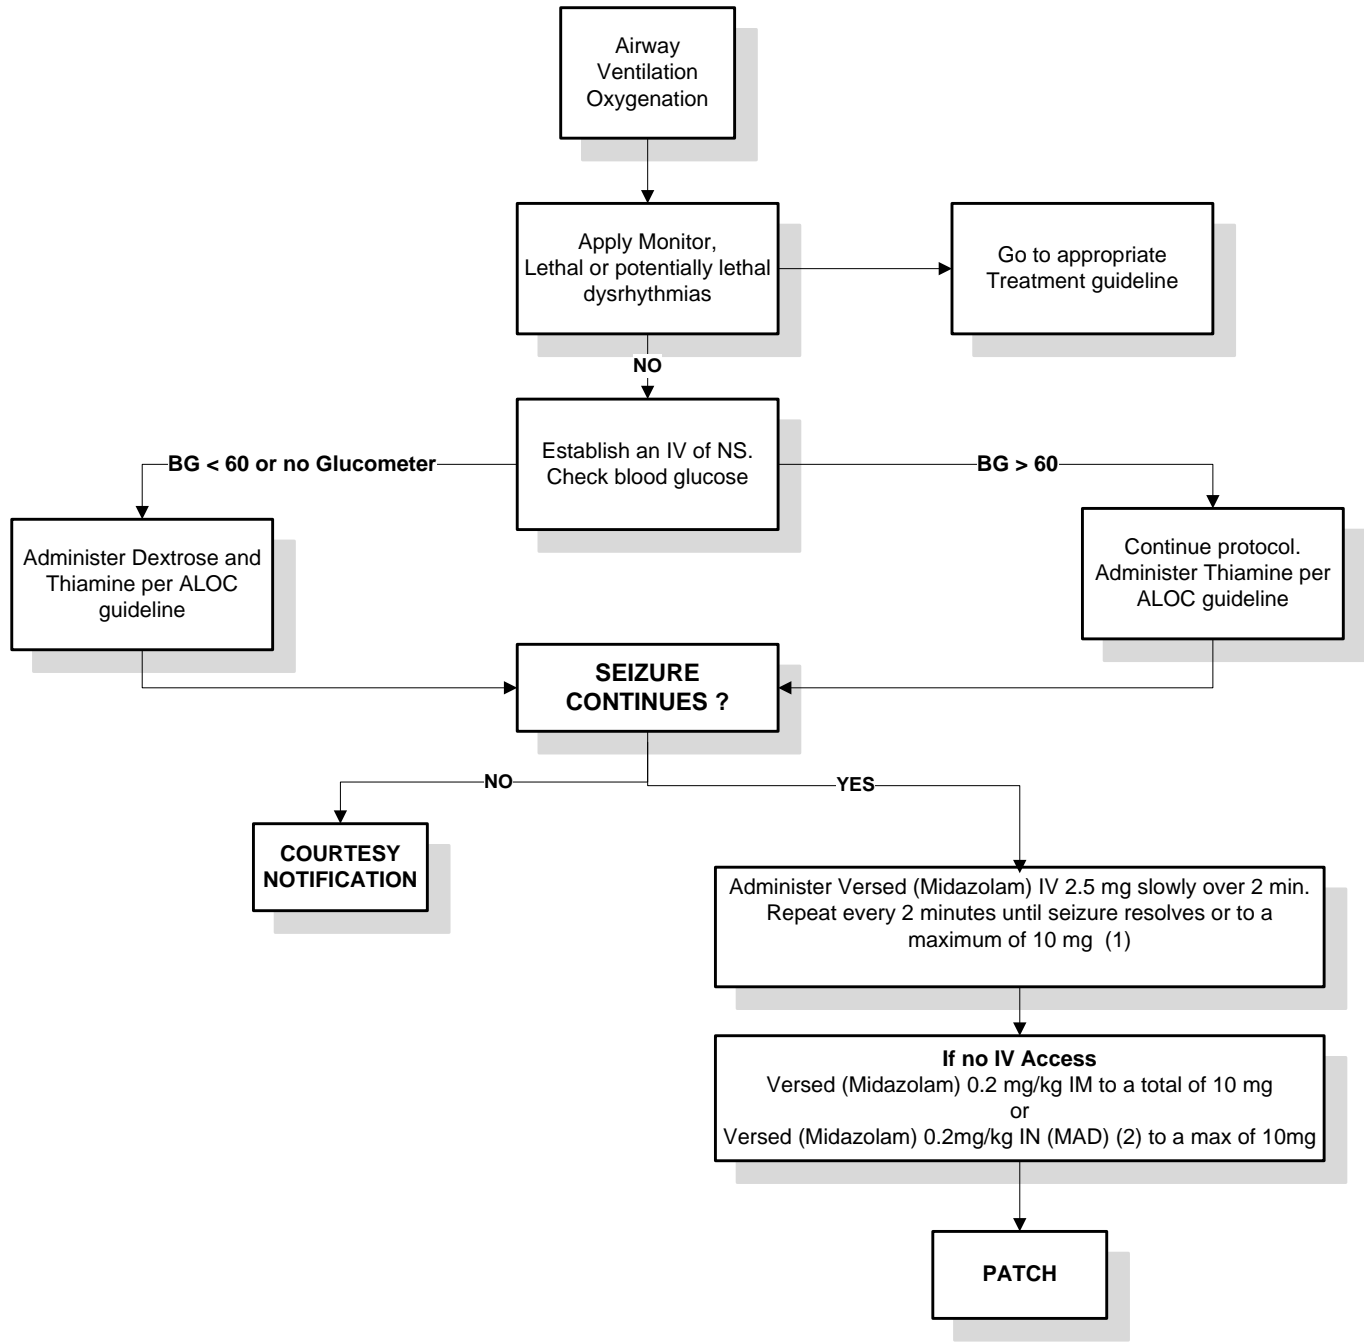 Airway
Ventilation
Oxygenation
Apply Monitor,
Lethal or potentially lethal
dysrhythmias
Go to appropriate
Treatment guideline
NO
Establish an IV of NS.
Check blood glucose
BG < 60 or no Glucometer
BG > 60
Administer Dextrose and
Thiamine per ALOC
guideline
Continue protocol.
Administer Thiamine per
ALOC guideline
SEIZURE
CONTINUES ?
NO
YES
COURTESY
NOTIFICATION
Administer Versed (Midazolam) IV 2.5 mg slowly over 2 min.
Repeat every 2 minutes until seizure resolves or to a
maximum of 10 mg (1)
If no IV Access
Versed (Midazolam) 0.2 mg/kg IM to a total of 10 mg
or
Versed (Midazolam) 0.2mg/kg IN (MAD) (2) to a max of 10mg
PATCH